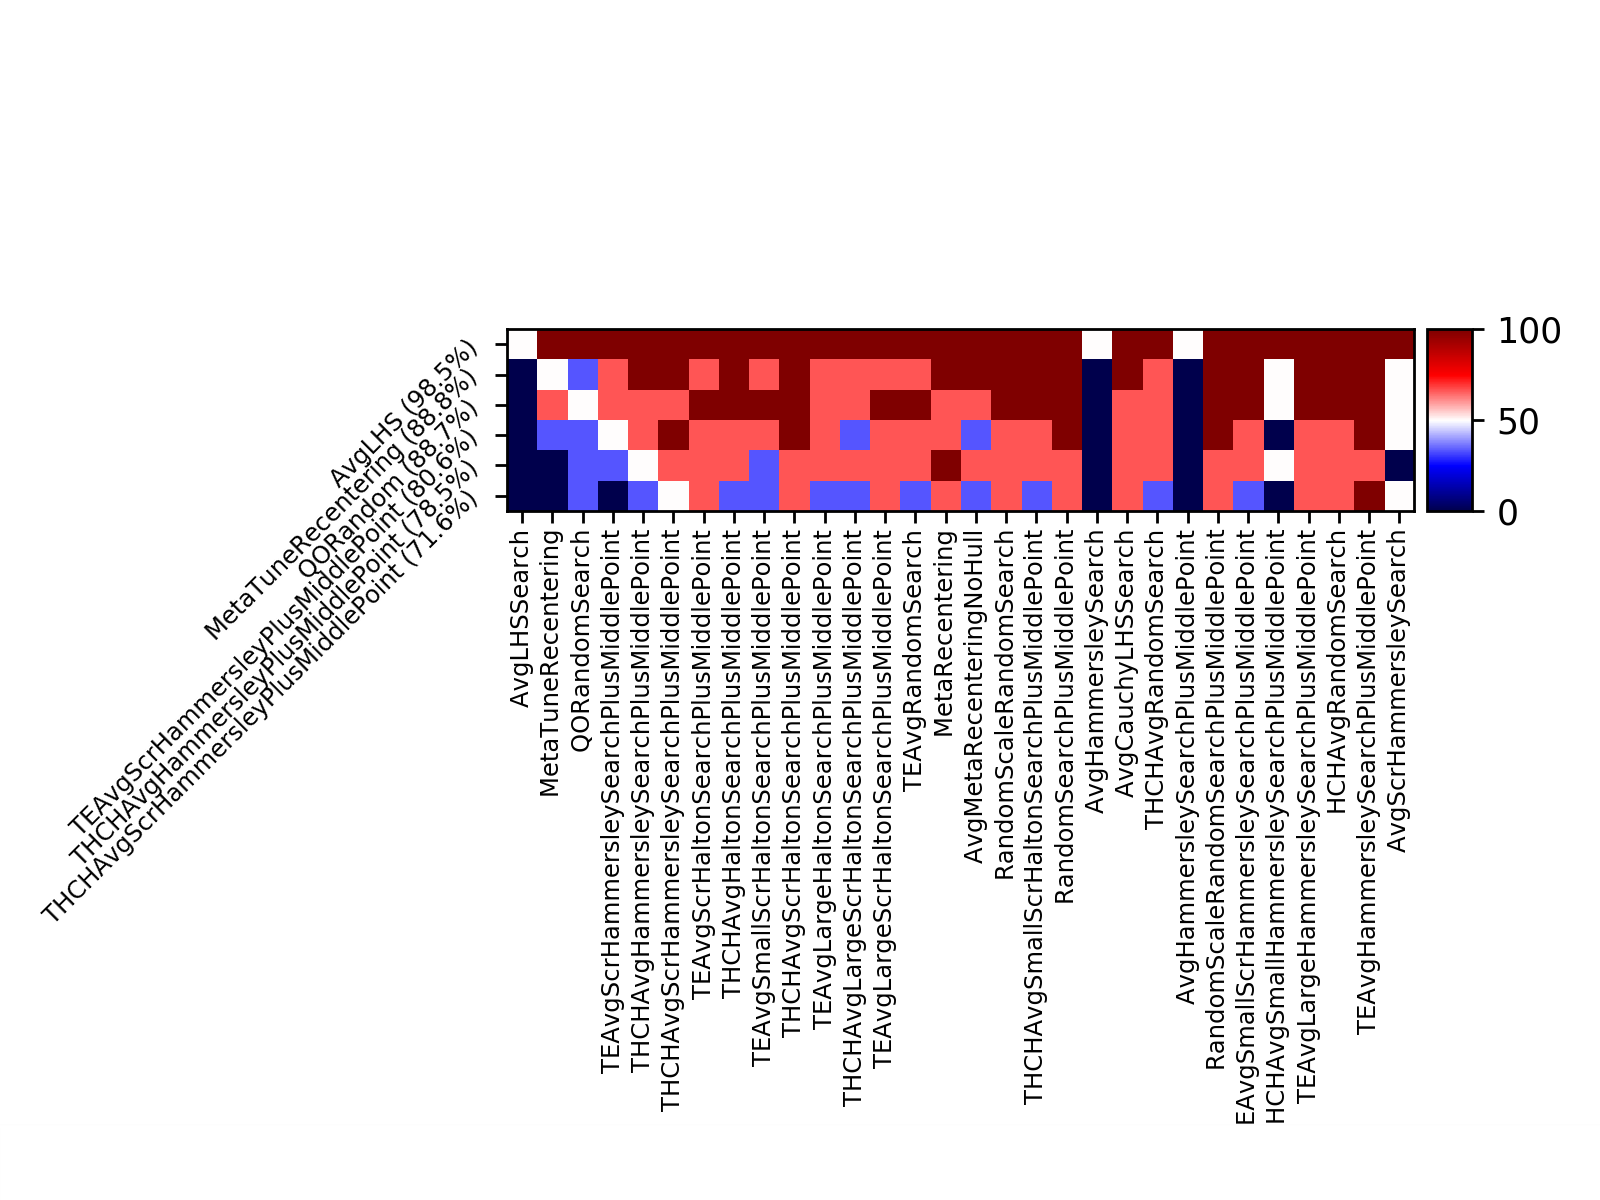 AvgLHS (98.5%)
MetaTuneRecentering (88.8%)
QORandom (88.7%)
TEAvgScrHammersleyPlusMiddlePoint (80.6%)
THCHAvgHammersleyPlusMiddlePoint (78.5%)
THCHAvgScrHammersleyPlusMiddlePoint (71.6%)
100
50
0
AvgLHSSearch
MetaTuneRecentering
QORandomSearch
TEAvgScrHammersleySearchPlusMiddlePoint
THCHAvgHammersleySearchPlusMiddlePoint
THCHAvgScrHammersleySearchPlusMiddlePoint
TEAvgScrHaltonSearchPlusMiddlePoint
THCHAvgHaltonSearchPlusMiddlePoint
TEAvgSmallScrHaltonSearchPlusMiddlePoint
THCHAvgScrHaltonSearchPlusMiddlePoint
TEAvgLargeHaltonSearchPlusMiddlePoint
THCHAvgLargeScrHaltonSearchPlusMiddlePoint
TEAvgLargeScrHaltonSearchPlusMiddlePoint
TEAvgRandomSearch
MetaRecentering
AvgMetaRecenteringNoHull
RandomScaleRandomSearch
THCHAvgSmallScrHaltonSearchPlusMiddlePoint
RandomSearchPlusMiddlePoint
AvgHammersleySearch
AvgCauchyLHSSearch
THCHAvgRandomSearch
AvgHammersleySearchPlusMiddlePoint
RandomScaleRandomSearchPlusMiddlePoint
EAvgSmallScrHammersleySearchPlusMiddlePoint
HCHAvgSmallHammersleySearchPlusMiddlePoint
TEAvgLargeHammersleySearchPlusMiddlePoint
HCHAvgRandomSearch
TEAvgHammersleySearchPlusMiddlePoint
AvgScrHammersleySearch